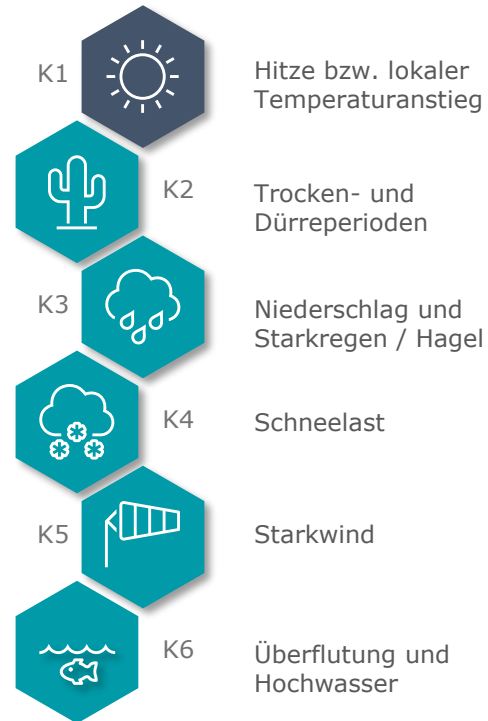 K1
Hitze bzw. lokaler
Temperaturanstieg
K2
Trocken- und
Dürreperioden
K3
Niederschlag und
Starkregen / Hagel
K4
Schneelast
K5
Starkwind
K6
Überflutung und
Hochwasser